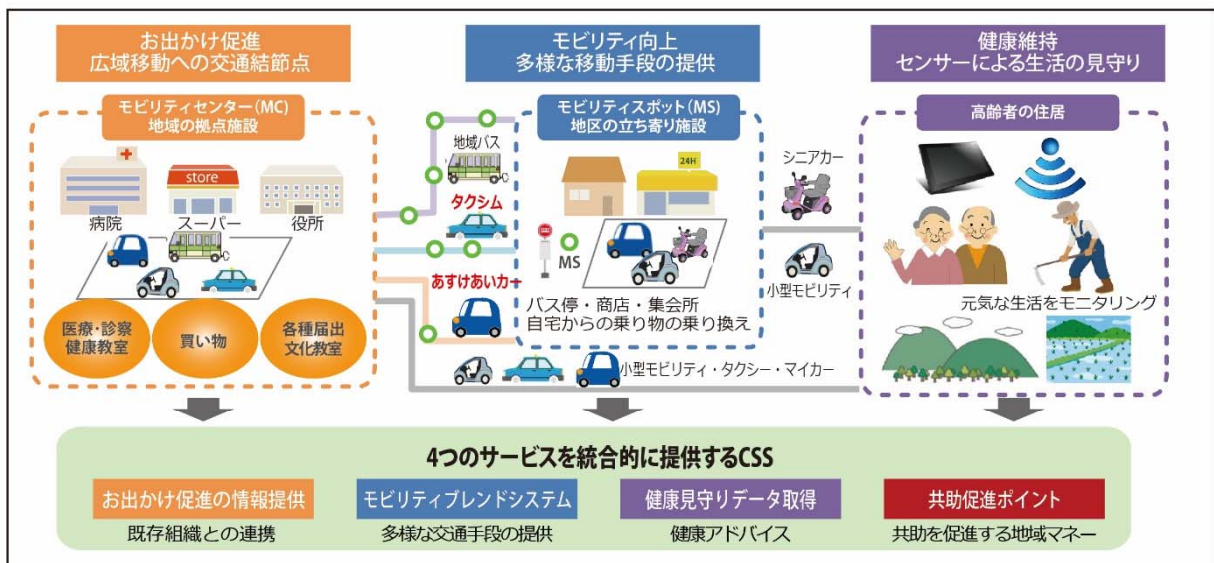 お出かけ促進
広域移動への交通結節点
モビリティセンター(MC)
地域の拠点施設
病院
store
スーパー
役所
医療・診察
健康教室
買い物
各種届出
文化教室
モビリティ向上
多様な移動手段の提供
地域バス
タクシム
あすけあいカー
モビリティスポット(MS)
地区の立ち寄り施設
24H
MS
バス停・商店・集会所
自宅からの乗り物の乗り換え
小型モビリティ・タクシー・マイカー
シニアカー
小型モビリティ
健康維持
センサーによる生活の見守り
高齢者の住居
元気な生活をモニタリング
4つのサービスを統合的に提供するCSS
お出かけ促進の情報提供
既存組織との連携
モビリティブレンドシステム
多様な交通手段の提供
健康見守りデータ取得
健康アドバイス
共助促進ポイント
共助を促進する地域マネー